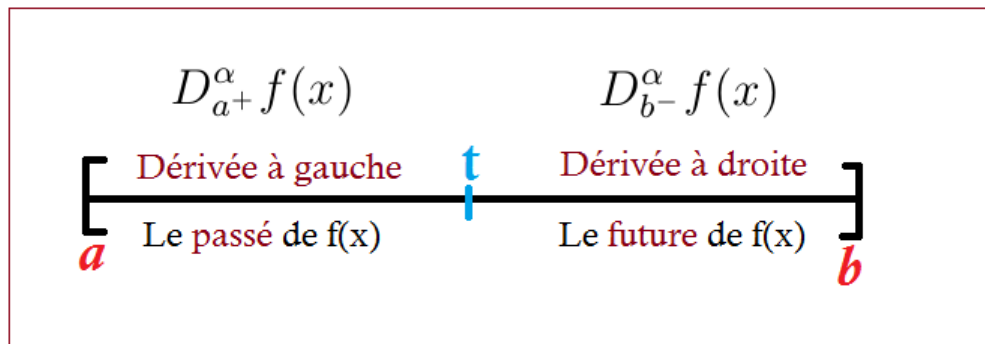 D^α_{a^+} f(x) D^α_{b^-} f(x)
Dérivée à gauche t Dérivée à droite
Le passé de f(x) Le future de f(x)
a b